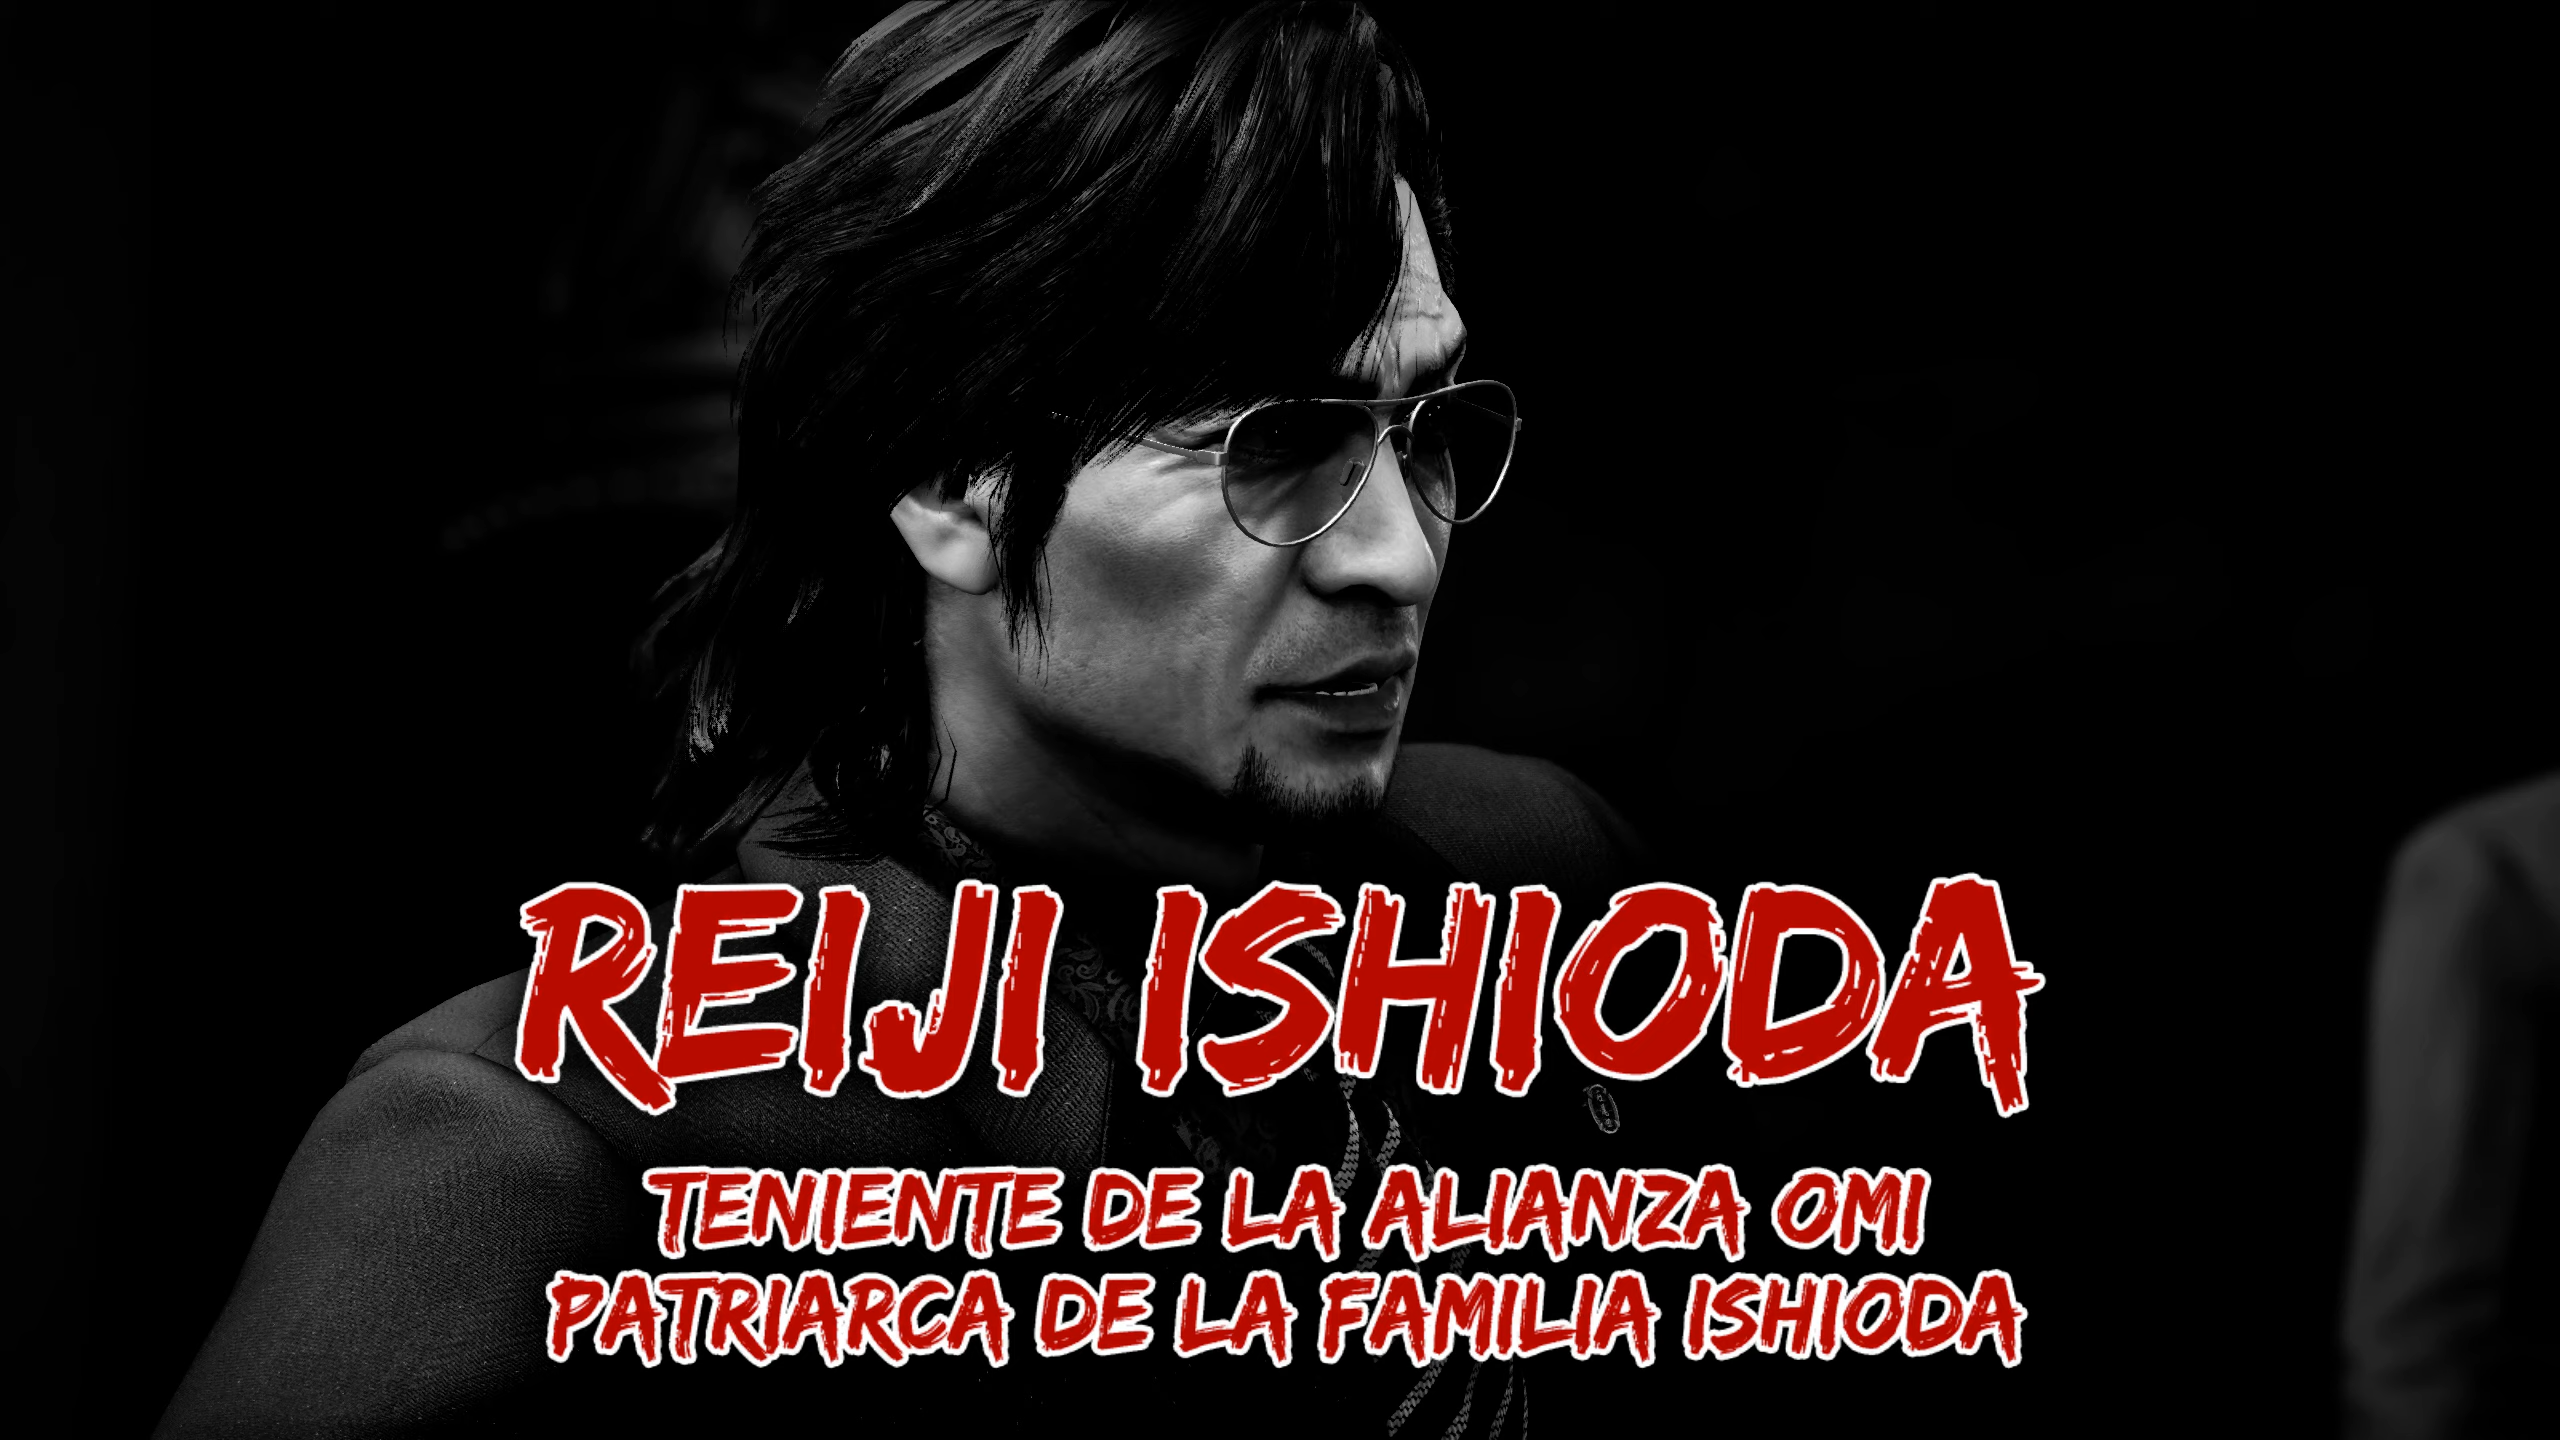 REIJI ISHIODA
TENIENTE DE LA ALIANZA OMI
PATRIARCA DE LA FAMILIA ISHIODA